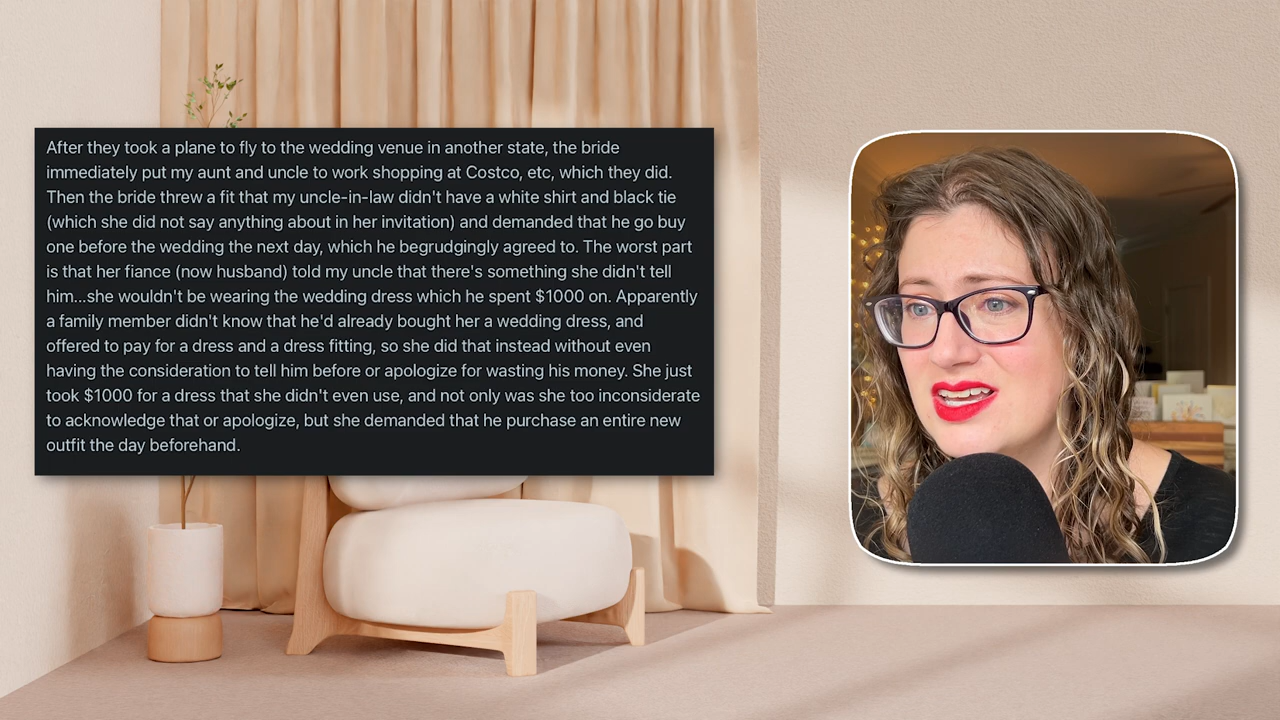 After they took a plane to fly to the wedding venue in another state, the bride
immediately put my aunt and uncle to work shopping at Costco, etc, which they did.
Then the bride threw a fit that my uncle-in-law didn't have a white shirt and black tie
(which she did not say anything about in her invitation) and demanded that he go buy
one before the wedding the next day, which he begrudgingly agreed to. The worst part
is that her fiance (now husband) told my uncle that there's something she didn't tell
him...she wouldn't be wearing the wedding dress which he spent $1000 on. Apparently
a family member didn't know that he'd already bought her a wedding dress, and
offered to pay for a dress and a dress fitting, so she did that instead without even
having the consideration to tell him before or apologize for wasting his money. She just
took $1000 for a dress that she didn't even use, and not only was she too inconsiderate
to acknowledge that or apologize, but she demanded that he purchase an entire new
outfit the day beforehand.